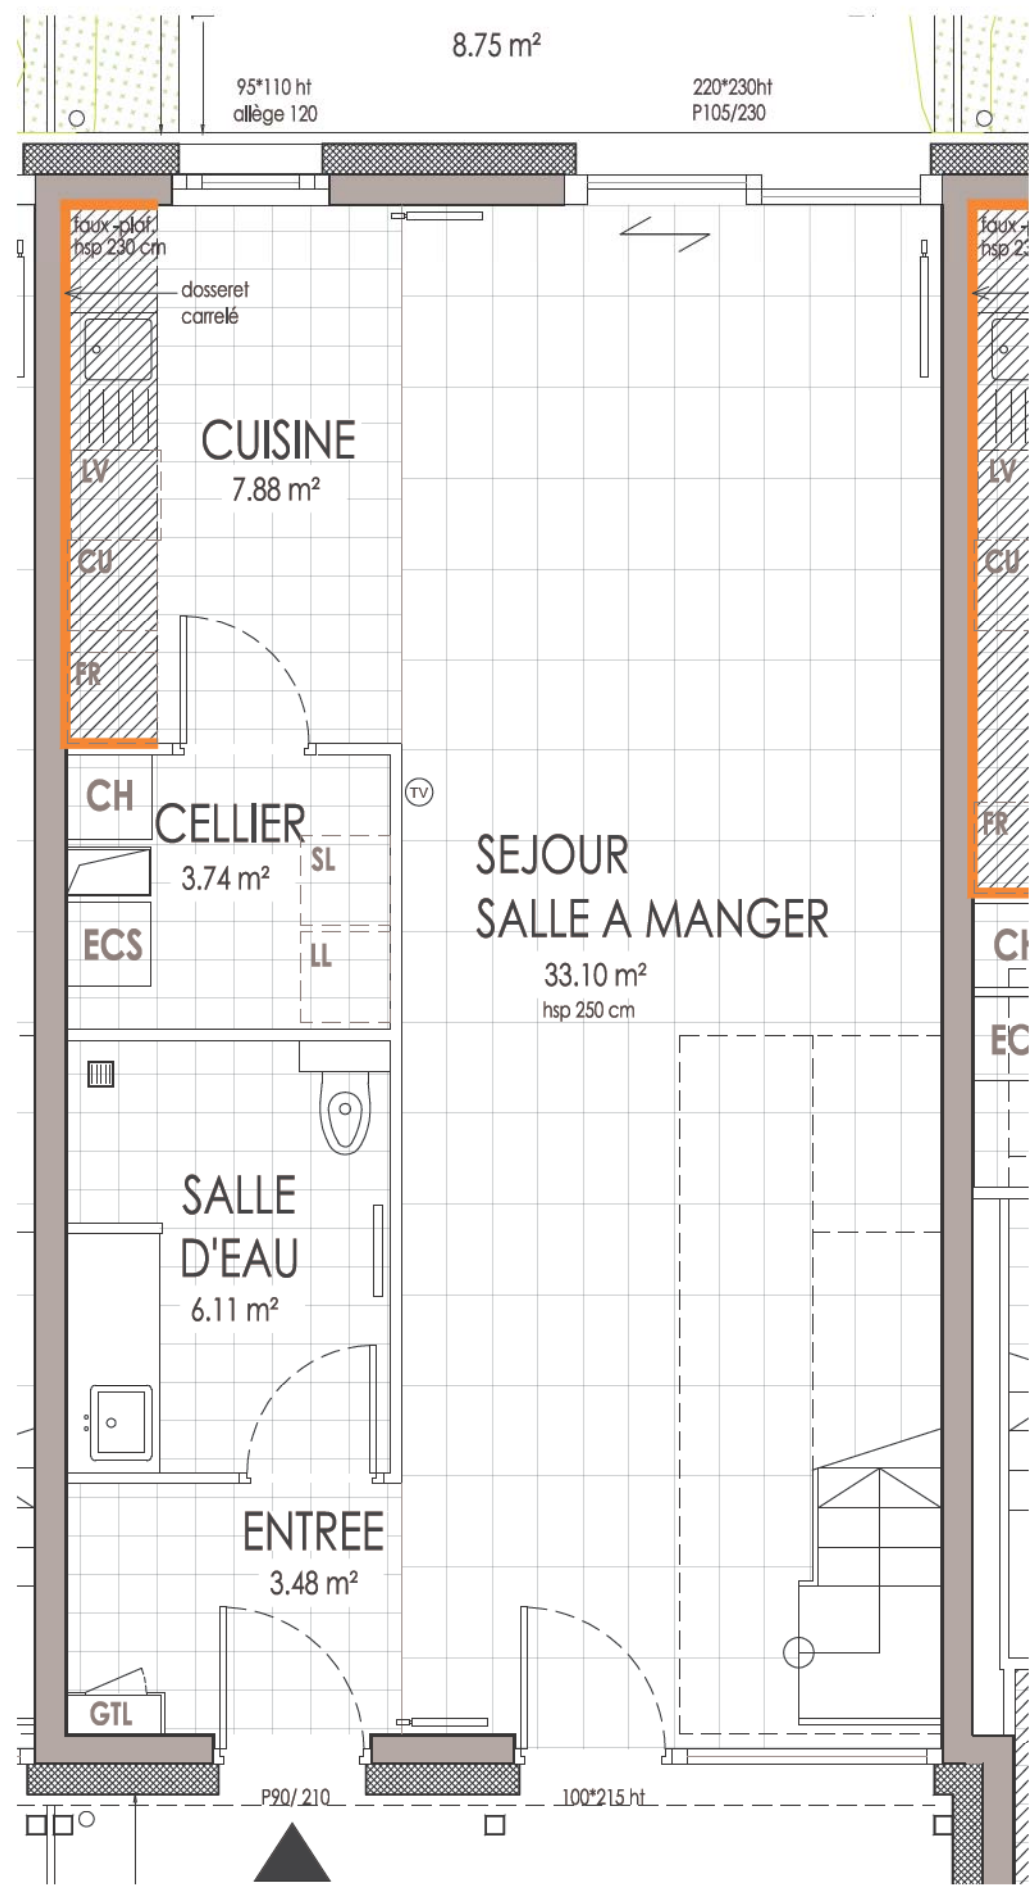 8.75 m²
95*110 ht
allège 120
220*230ht
P105/230
faux-plaf.
hsp 230 cm
dosseret
carrelé
CUISINE
7.88 m²
LV
LV
CU
CU
FR
CH
CELLIER
3.74 m²
SL
TV
SEJOUR
SALLE A MANGER
33.10 m²
hsp 250 cm
FR
ECS
LL
SALLE
D'EAU
6.11 m²
ENTREE
3.48 m²
GTL
P90/ 210
100*215 ht